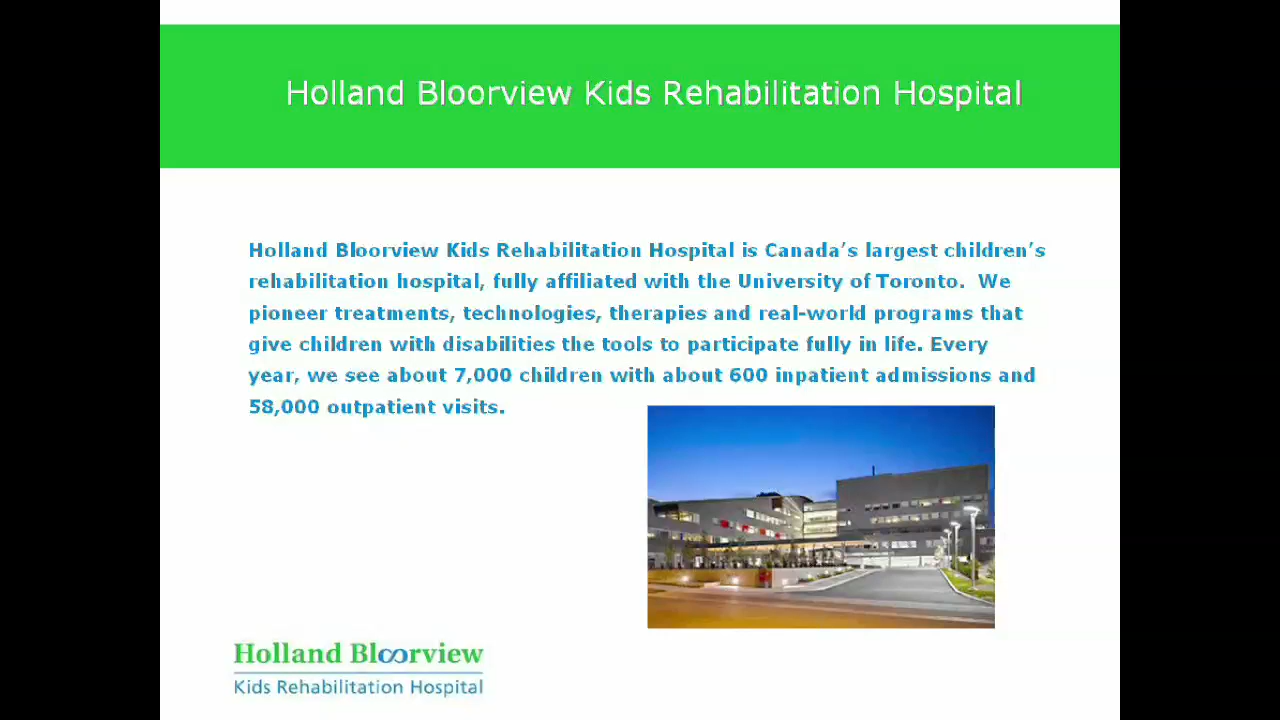 Holland Bloorview Kids Rehabilitation Hospital
Holland Bloorview Kids Rehabilitation Hospital is Canada’s largest children’s
rehabilitation hospital, fully affiliated with the University of Toronto.  We
pioneer treatments, technologies, therapies and real-world programs that
give children with disabilities the tools to participate fully in life. Every
year, we see about 7,000 children with about 600 inpatient admissions and
58,000 outpatient visits.
Holland Bloorview
Kids Rehabilitation Hospital